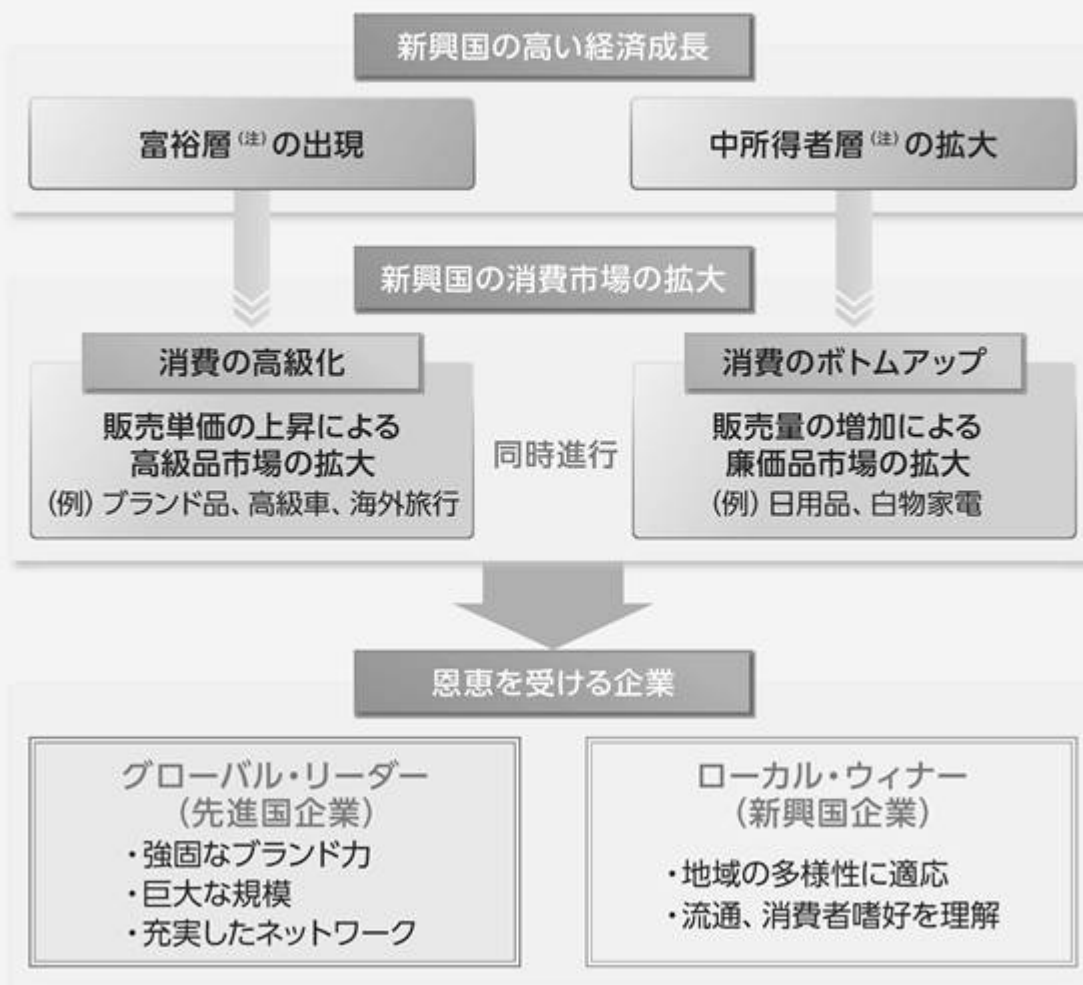 新興国の高い経済成長
富裕層(注)の出現
中所得者層(注)の拡大
新興国の消費市場の拡大
消費の高級化
販売単価の上昇による
高級品市場の拡大
(例)ブランド品、高級車、海外旅行
同時進行
消費のボトムアップ
販売量の増加による
廉価品市場の拡大
(例)日用品、白物家電
恩恵を受ける企業
グローバル・リーダー
(先進国企業)
・強固なブランド力
・巨大な規模
・充実したネットワーク
ローカル・ウィナー
(新興国企業)
・地域の多様性に適応
・流通、消費者嗜好を理解